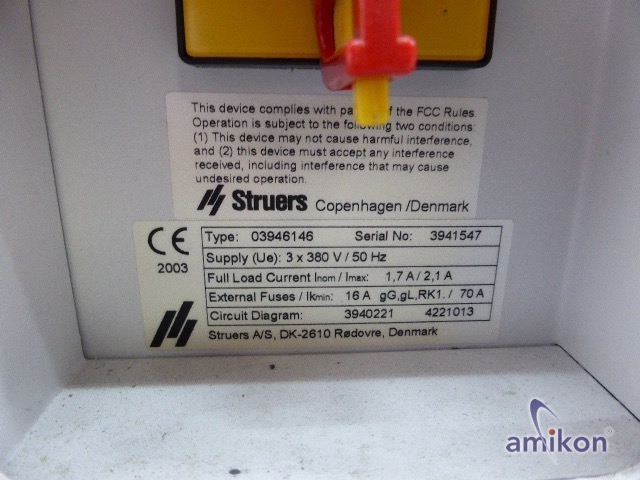 This device complies with pa of the FCC Rules.
Operation is subject to the following two conditions:
(1) This device may not cause harmful interference,
and (2) this device must accept any interference
received, including interference that may cause
undesired operation.
Struers Copenhagen /Denmark
CE Type: 03946146 Serial No: 3941547
2003 Supply (Ue): 3 x 380 V / 50 Hz
Full Load Current Inom / Imax: 1,7 A / 2,1 A
External Fuses / Ikmin: 16 A gG,gL,RK1. / 70 A
Circuit Diagram: 3940221 4221013
Struers A/S, DK-2610 Rødovre, Denmark
amikon